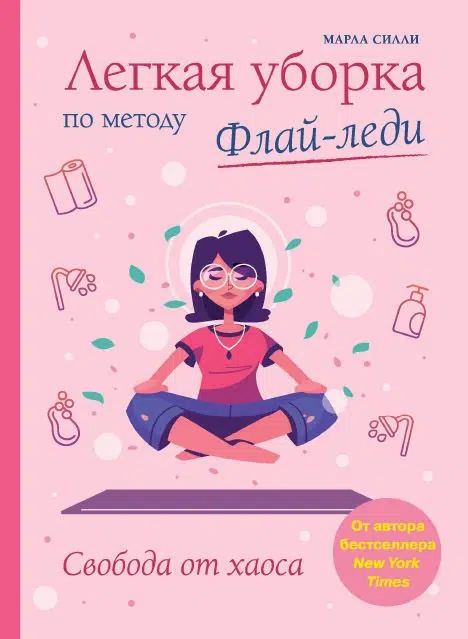 МАРЛА СИЛЛИ
Легкая уборка
по методу
Флай-леди
Свобода от хаоса
От автора
бестселлера
New York
Times